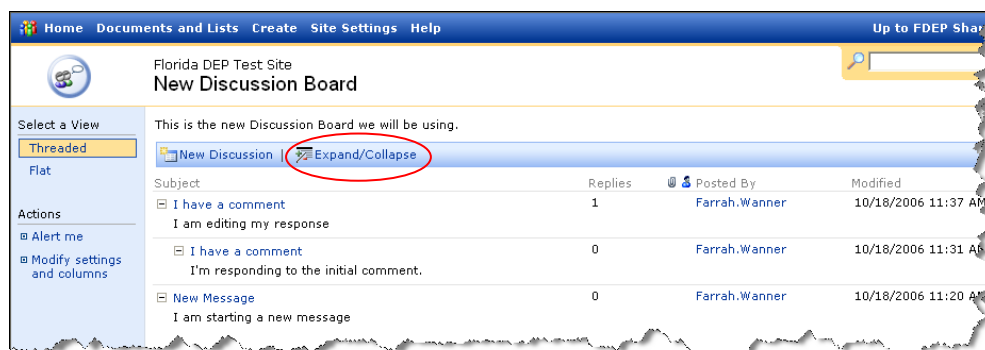 Home Documents and Lists Create Site Settings Help Up to FDEP
Florida DEP Test Site
New Discussion Board
Select a View
Threaded
Flat
Actions
Alert me
Modify settings
and columns
This is the new Discussion Board we will be using.
New Discussion | Expand/Collapse
Subject Replies Posted By Modified
I have a comment 1 Farrah.Wanner 10/18/2006 11:37 AM
I am editing my response
I have a comment 0 Farrah.Wanner 10/18/2006 11:31 AM
I'm responding to the initial comment.
New Message 0 Farrah.Wanner 10/18/2006 11:20 AM
I am starting a new message